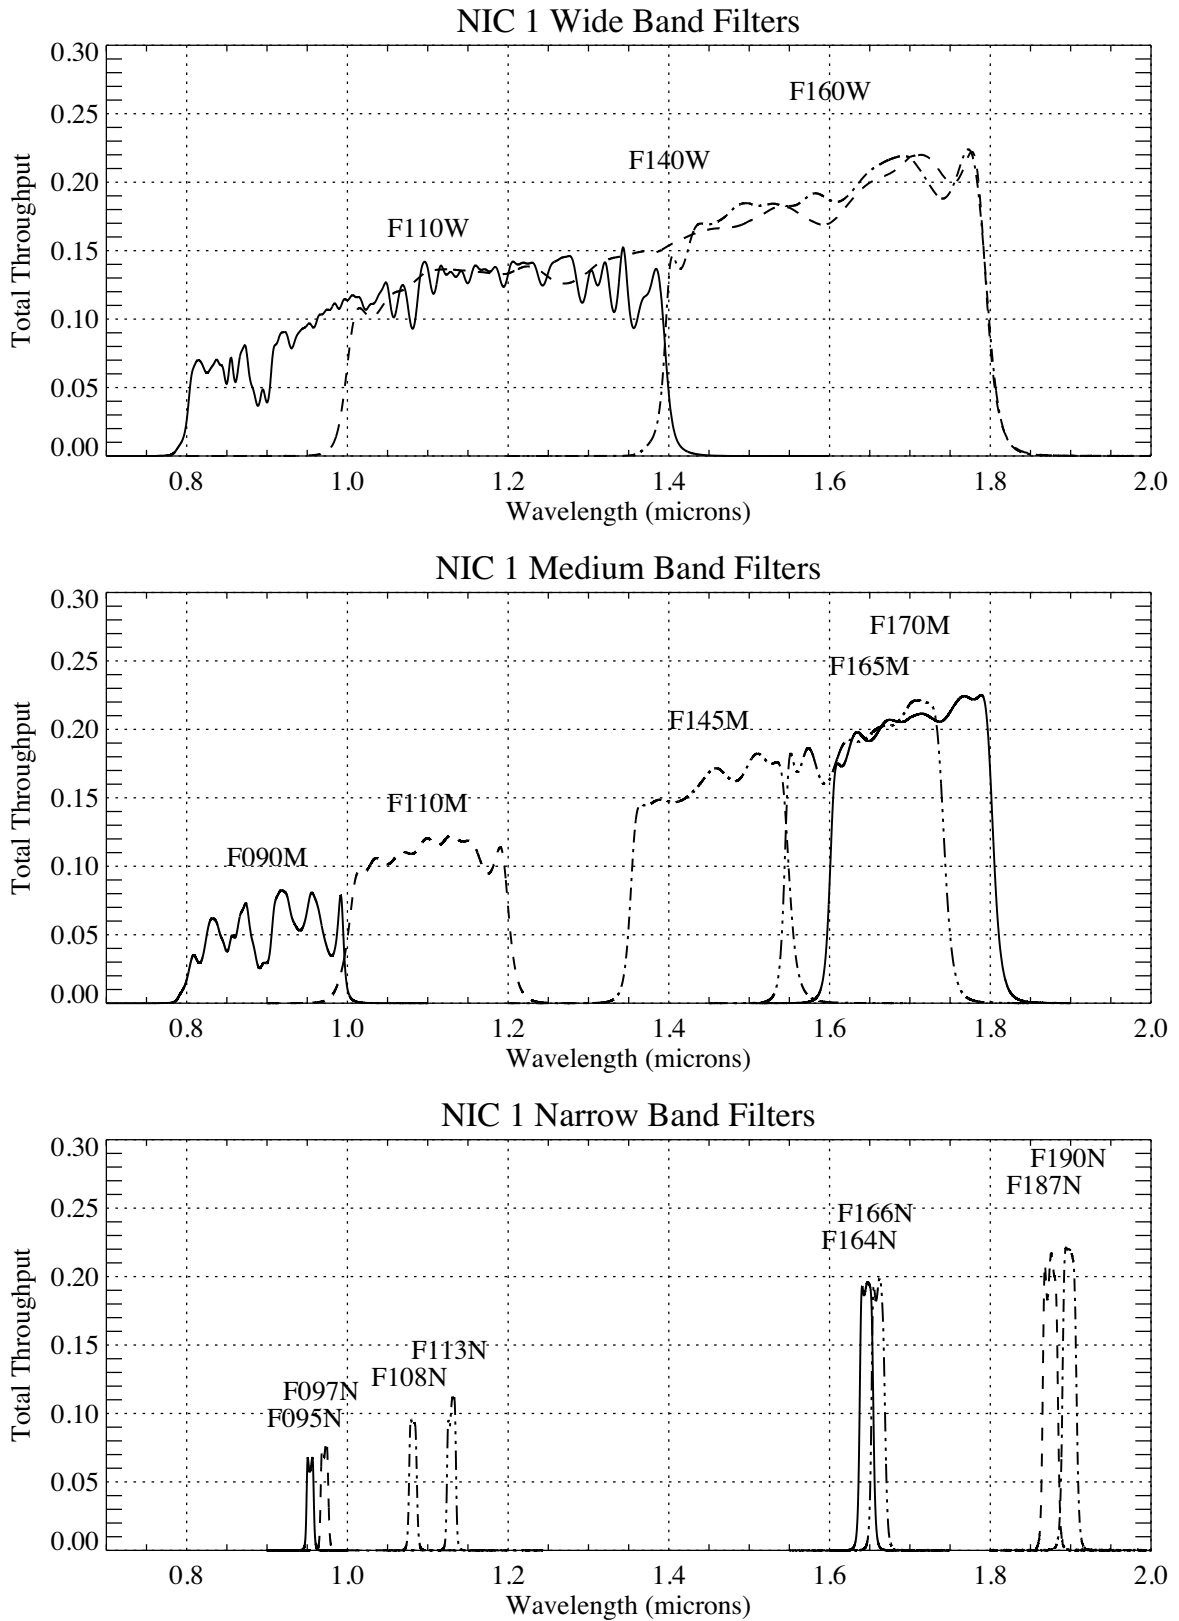 NIC 1 Wide Band Filters
0.30
F160W
0.25
F140W
0.20
F110W
0.15
0.10
0.05
0.00
Total Throughput
0.8 1.0 1.2 1.4 1.6 1.8 2.0
Wavelength (microns)
NIC 1 Medium Band Filters
0.30
F170M
0.25
F165M
F145M
0.20
F110M
0.15
F090M
0.10
0.05
0.00
Total Throughput
0.8 1.0 1.2 1.4 1.6 1.8 2.0
Wavelength (microns)
NIC 1 Narrow Band Filters
0.30
F190N
F187N
0.25
F166N
F164N
0.20
0.15
F113N
F108N
F097N
0.10
F095N
0.05
0.00
Total Throughput
0.8 1.0 1.2 1.4 1.6 1.8 2.0
Wavelength (microns)